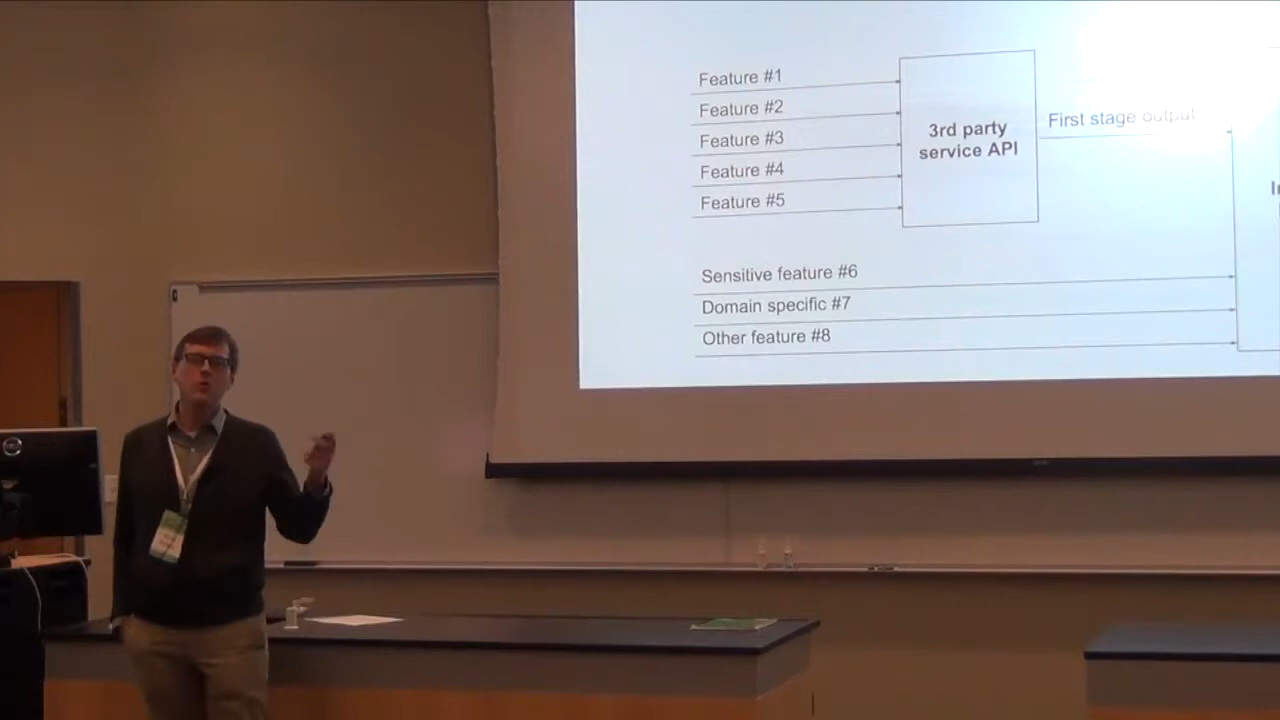 Feature #1
Feature #2
Feature #3
Feature #4
Feature #5
3rd party
service API
First stage output
Sensitive feature #6
Domain specific #7
Other feature #8